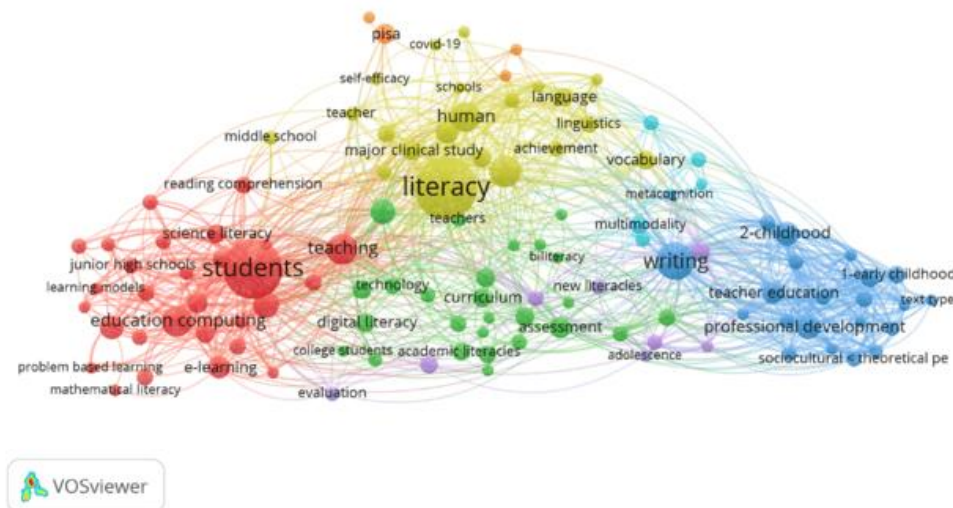 pisa
covid-19
self-efficacy
schools
language
teacher
human
linguistics
middle school
major clinical study
achievement
vocabulary
reading comprehension
literacy
metacognition
teachers
multimodality
science literacy
2-childhood
teaching
students
biliteracy
writing
junior high schools
1-early childhood
learning models
technology
new literacies
teacher education
curriculum
text type
education computing
digital literacy
assessment
professional development
college students
academic literacies
adolescence
sociocultural < theoretical pe
problem based learning
e-learning
mathematical literacy
evaluation
VOSviewer